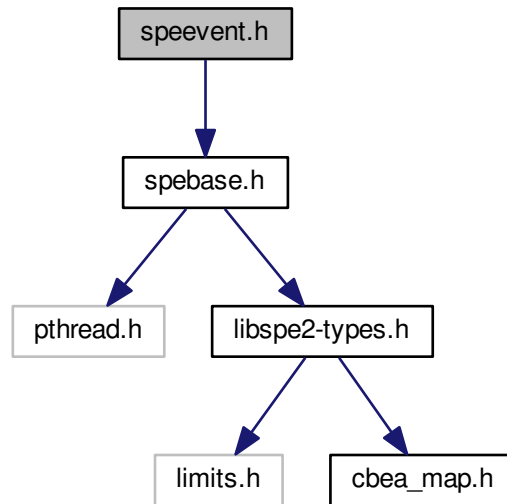 speevent.h
spebase.h
pthread.h
libspe2-types.h
limits.h
cbea_map.h